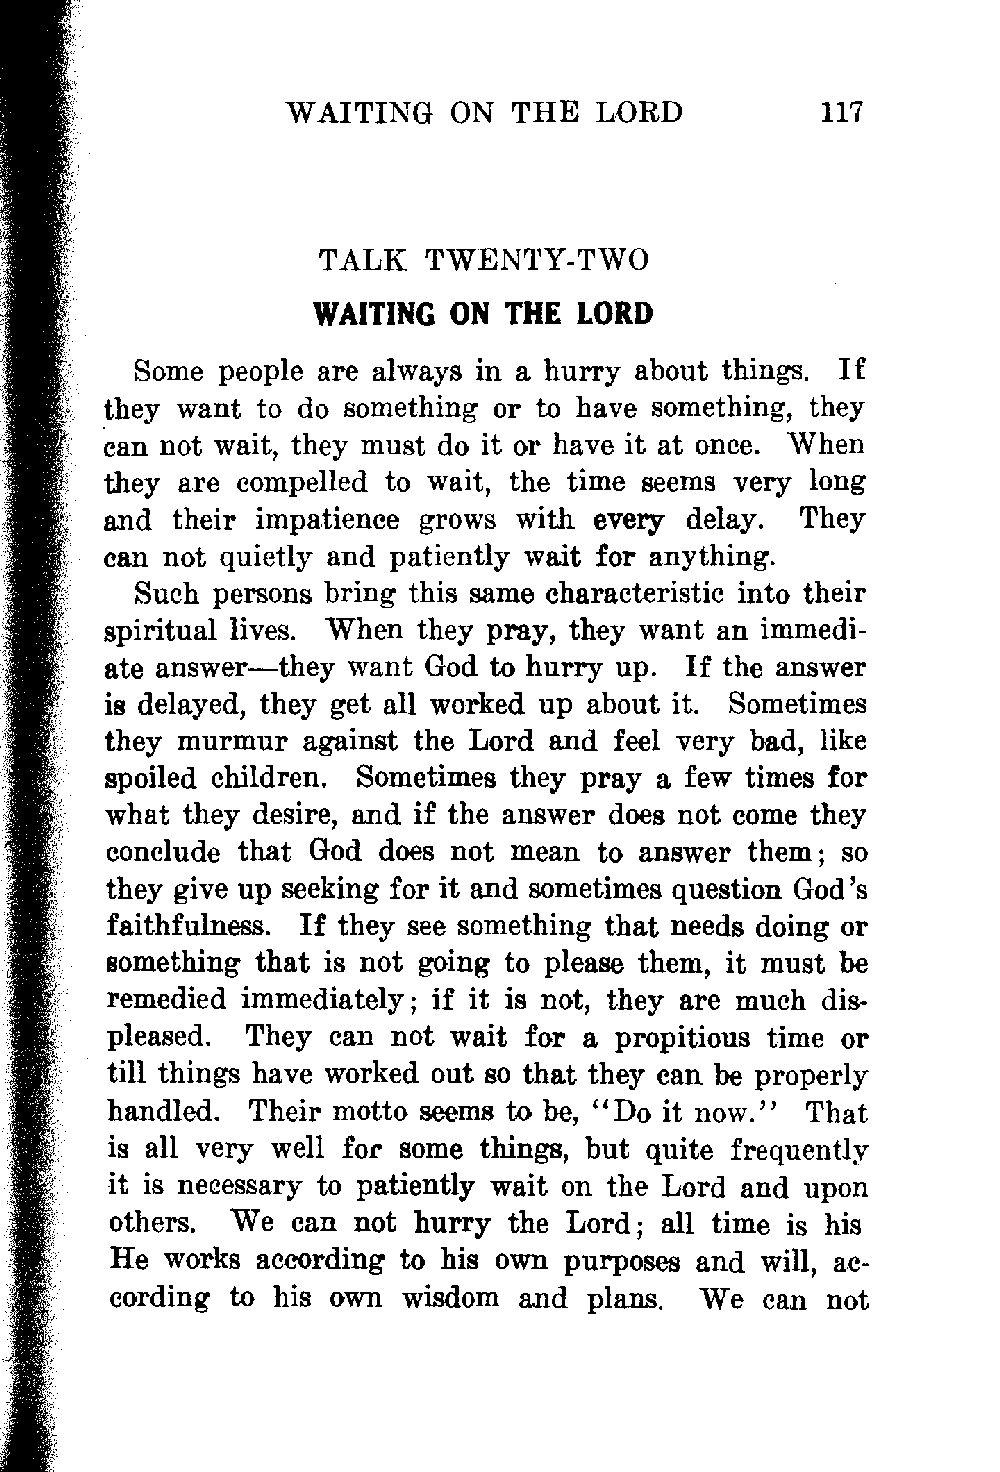 WAITING ON THE LORD 117
TALK TWENTY-TWO
WAITING ON THE LORD
Some people are always in a hurry about things. If
they want to do something or to have something, they
can not wait, they must do it or have it at once. When
they are compelled to wait, the time seems very long
and their impatience grows with every delay. They
can not quietly and patiently wait for anything.
Such persons bring this same characteristic into their
spiritual lives. When they pray, they want an immedi-
ate answer—they want God to hurry up. If the answer
is delayed, they get all worked up about it. Sometimes
they murmur against the Lord and feel very bad, like
spoiled children. Sometimes they pray a few times for
what they desire, and if the answer does not come they
conclude that God does not mean to answer them; so
they give up seeking for it and sometimes question God's
faithfulness. If they see something that needs doing or
something that is not going to please them, it must be
remedied immediately; if it is not, they are much dis-
pleased. They can not wait for a propitious time or
till things have worked out so that they can be properly
handled. Their motto seems to be, "Do it now." That
is all very well for some things, but quite frequently
it is necessary to patiently wait on the Lord and upon
others. We can not hurry the Lord; all time is his
He works according to his own purposes and will, ac-
cording to his own wisdom and plans. We can not